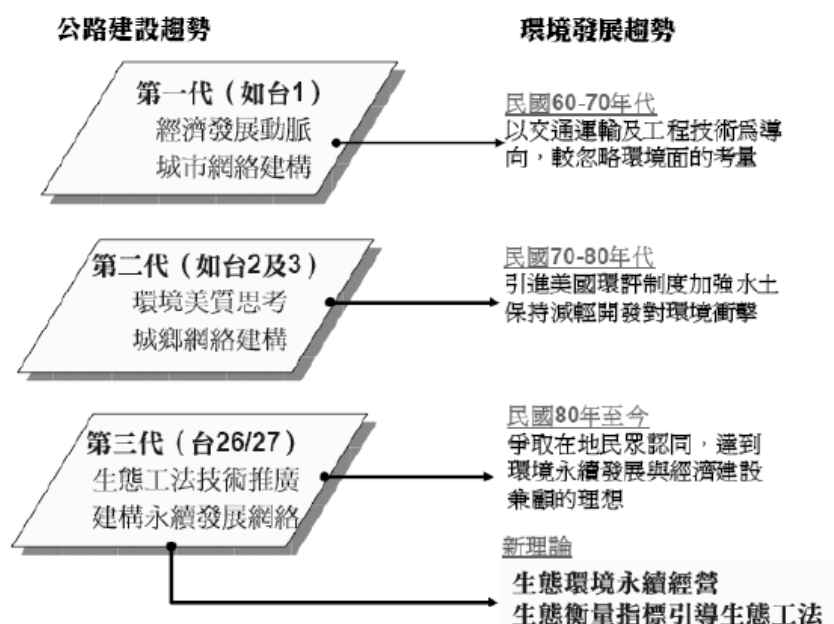 公路建設趨勢
環境發展趨勢
第一代（如台1）
經濟發展動脈
城市網絡建構
民國60-70年代
以交通運輸及工程技術為導
向，較忽略環境面的考量
第二代（如台2及3）
環境美質思考
城鄉網絡建構
民國70-80年代
引進美國環評制度加強水土
保持減輕開發對環境衝擊
第三代（台26/27）
生態工法技術推廣
建構永續發展網絡
民國80年至今
爭取在地民眾認同，達到
環境永續發展與經濟建設
兼顧的理想
新理論
生態環境永續經營
生態衡量指標引導生態工法